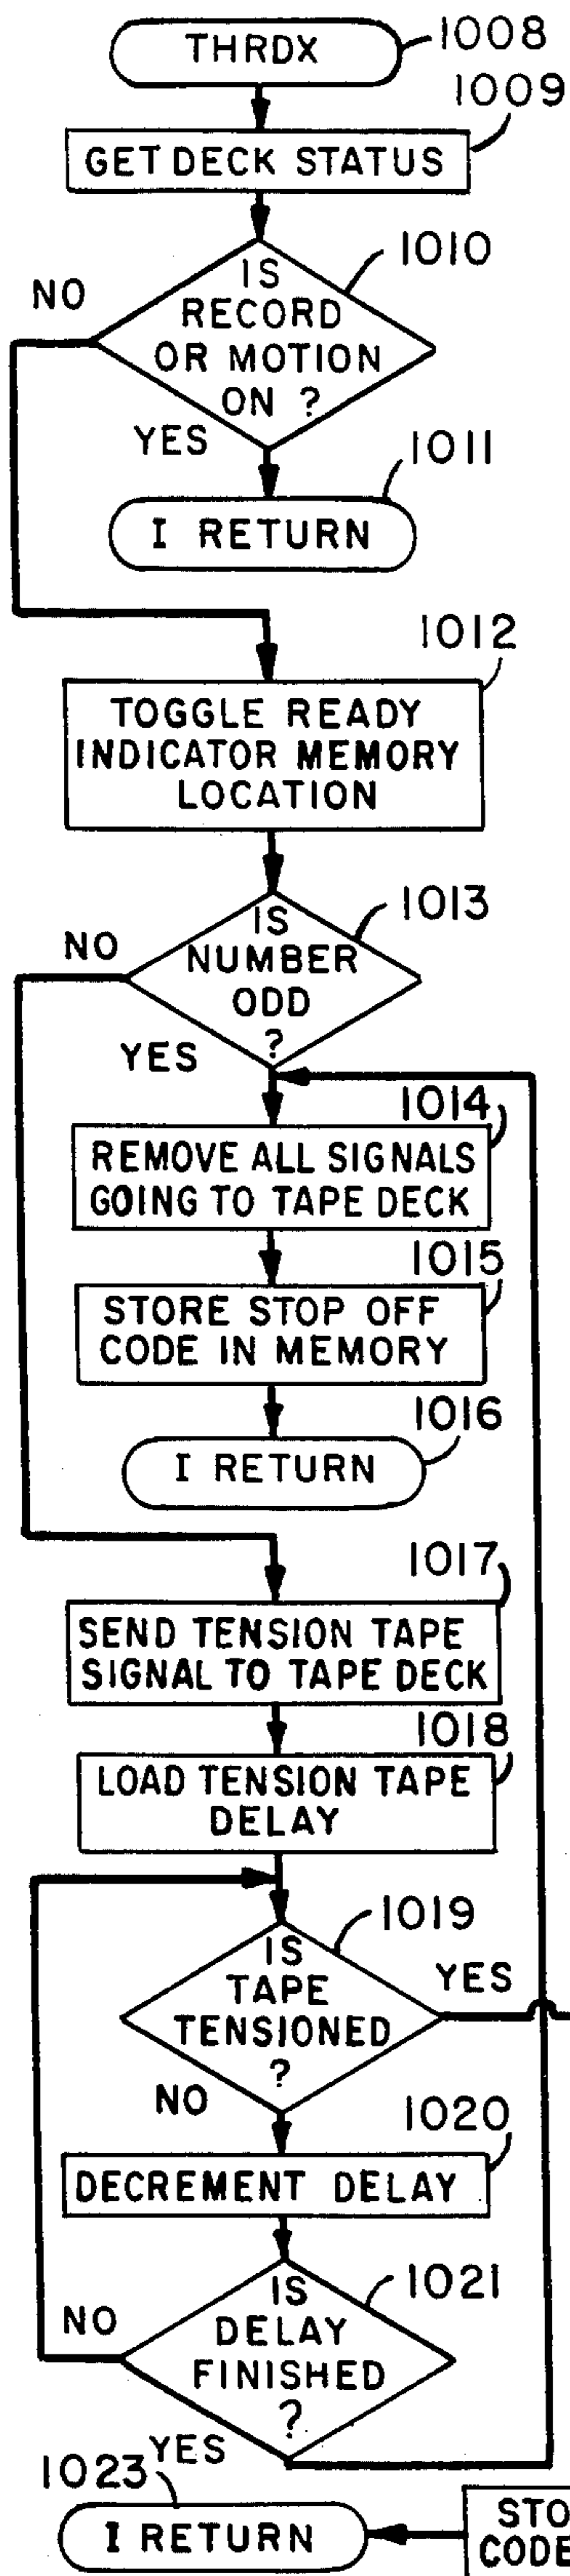 THRDX
1008
1009
GET DECK STATUS
1010
NO
IS
RECORD
OR MOTION
ON ?
YES
1011
I RETURN
1012
TOGGLE READY
INDICATOR MEMORY
LOCATION
1013
NO
IS
NUMBER
ODD
?
YES
1014
REMOVE ALL SIGNALS
GOING TO TAPE DECK
1015
STORE STOP OFF
CODE IN MEMORY
1016
I RETURN
1017
SEND TENSION TAPE
SIGNAL TO TAPE DECK
1018
LOAD TENSION TAPE
DELAY
1019
IS
TAPE
TENSIONED
?
YES
NO
1020
DECREMENT DELAY
1021
NO
IS
DELAY
FINISHED
?
YES
1023
I RETURN
STO
CODE